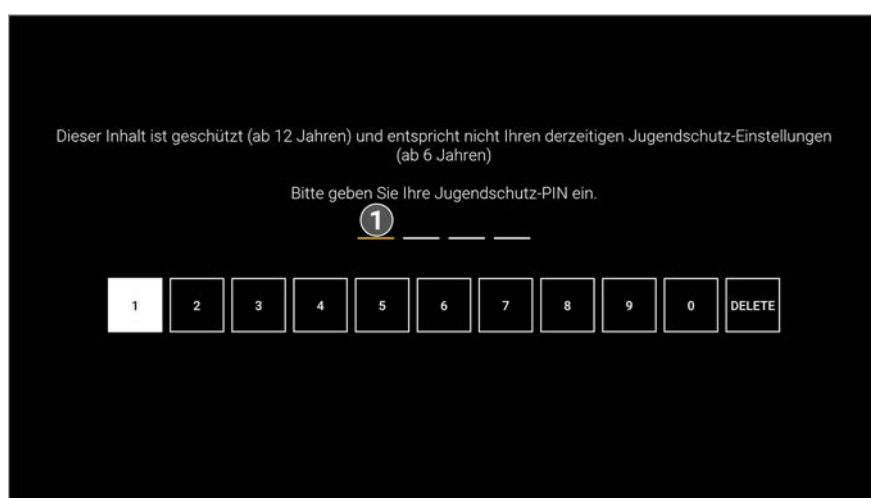 Dieser Inhalt ist geschützt (ab 12 Jahren) und entspricht nicht Ihren derzeitigen Jugendschutz-Einstellungen
(ab 6 Jahren)
Bitte geben Sie Ihre Jugendschutz-PIN ein.
1
1 2 3 4 5 6 7 8 9 0 DELETE